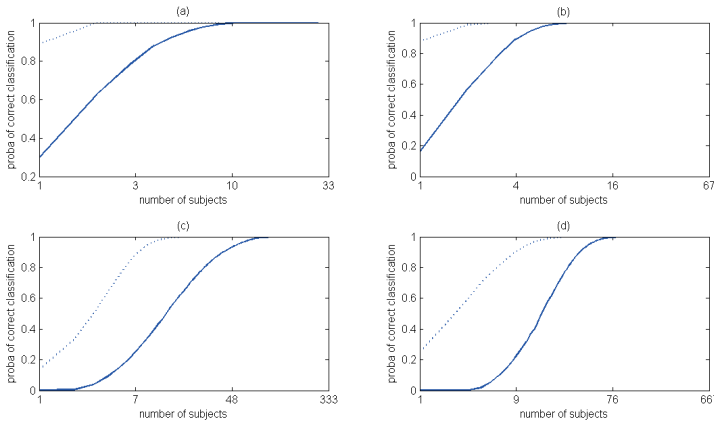 (a)
1
0.8
0.6
0.4
0.2
proba of correct classification
1 3 10 33
number of subjects
(b)
1
0.8
0.6
0.4
0.2
0
proba of correct classification
1 4 16 67
number of subjects
(c)
1
0.8
0.6
0.4
0.2
0
proba of correct classification
1 7 48 333
number of subjects
(d)
1
0.8
0.6
0.4
0.2
0
proba of correct classification
1 9 76 667
number of subjects